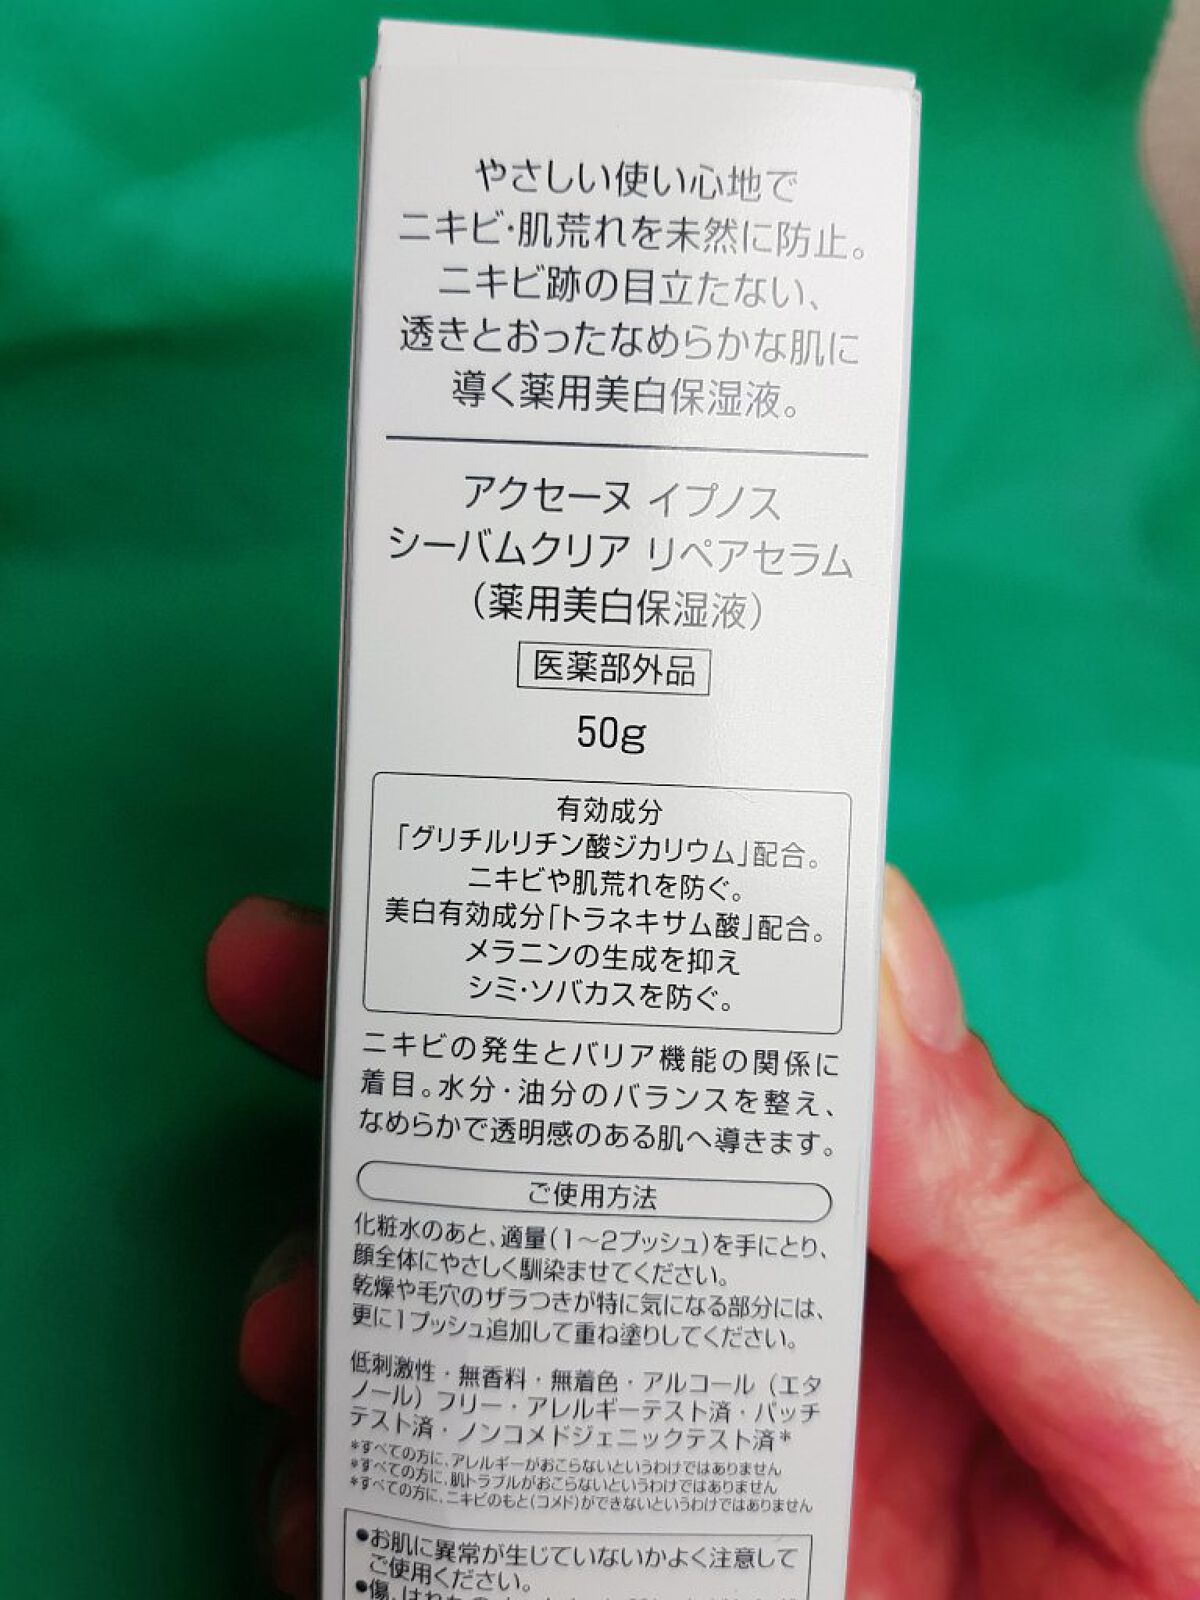 やさしい使い心地で
ニキビ・肌荒れを未然に防止。
ニキビ跡の目立たない、
透きとおったなめらかな肌に
導く薬用美白保湿液。
アクセーヌ イプノス
シーバムクリア リペアセラム
（薬用美白保湿液）
医薬部外品
50g
有効成分
「グリチルリチン酸ジカリウム」配合。
ニキビや肌荒れを防ぐ。
美白有効成分「トラネキサム酸」配合。
メラニンの生成を抑え
シミ・ソバカスを防ぐ。
ニキビの発生とバリア機能の関係に
着目。水分・油分のバランスを整え、
なめらかで透明感のある肌へ導きます。
ご使用方法
化粧水のあと、適量（1～2プッシュ）を手にとり、
顔全体にやさしく馴染ませてください。
乾燥や毛穴のザラつきが特に気になる部分には、
更に1プッシュ追加して重ね塗りしてください。
低刺激性・無香料・無着色・アルコール（エタ
ノール）フリー・アレルギーテスト済・パッチ
テスト済・ノンコメドジェニックテスト済*
*すべての方に、アレルギーがおこらないというわけではありません
*すべての方に、肌トラブルがおこらないというわけではありません
*すべての方に、ニキビのもと（コメド）ができないというわけではありません
●お肌に異常が生じていないかよく注意して
ご使用ください。
●傷、はれもの